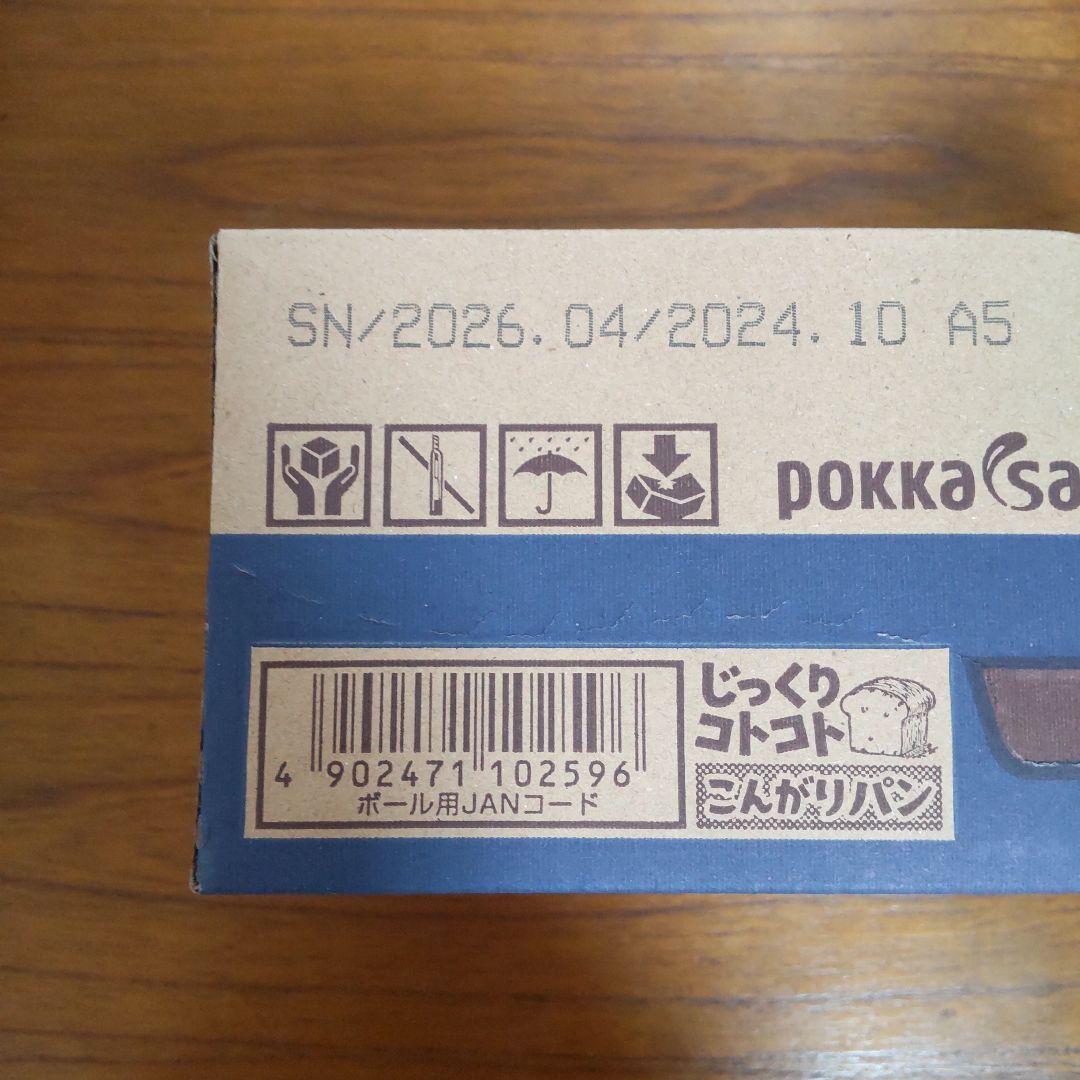 SN/2026.04/2024.10 A5
POKKA Sa
4 902471 102596
ボール用JANコード
じっくり
コトコト
こんがりパン